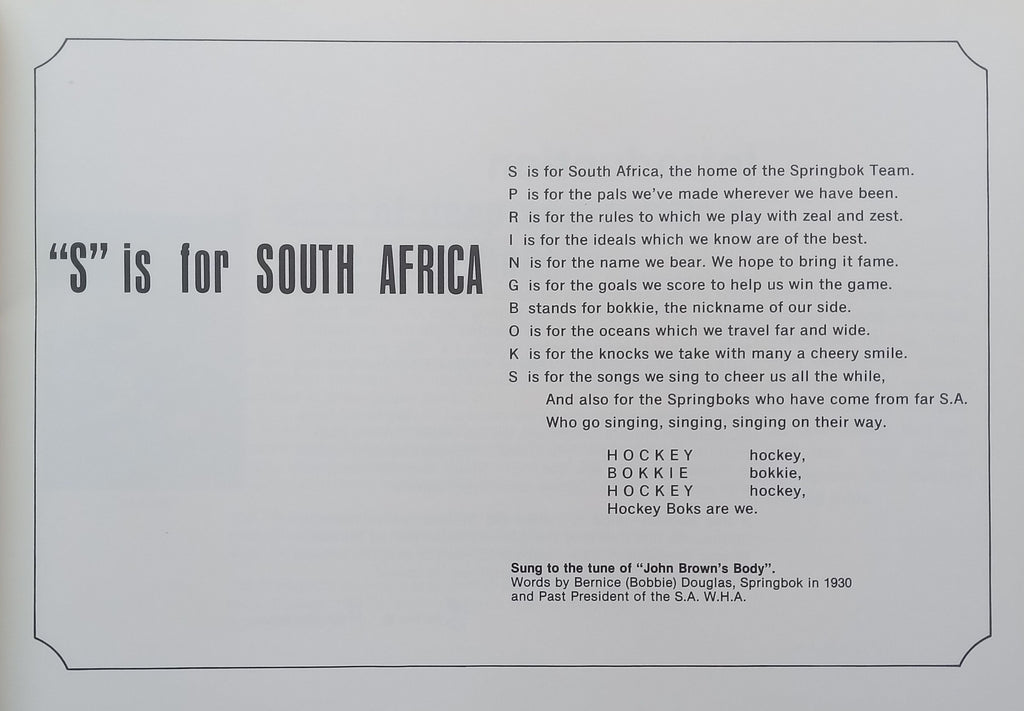 "S" is for SOUTH AFRICA
S is for South Africa, the home of the Springbok Team.
P is for the pals we've made wherever we have been.
R is for the rules to which we play with zeal and zest.
I is for the ideals which we know are of the best.
N is for the name we bear. We hope to bring it fame.
G is for the goals we score to help us win the game.
B stands for bokkie, the nickname of our side.
O is for the oceans which we travel far and wide.
K is for the knocks we take with many a cheery smile.
S is for the songs we sing to cheer us all the while,
And also for the Springboks who have come from far S.A.
Who go singing, singing, singing on their way.
H O C K E Y hockey,
B O K K I E bokkie,
H O C K E Y hockey,
Hockey Boks are we.
Sung to the tune of "John Brown's Body".
Words by Bernice (Bobbie) Douglas, Springbok in 1930
and Past President of the S.A. W.H.A.